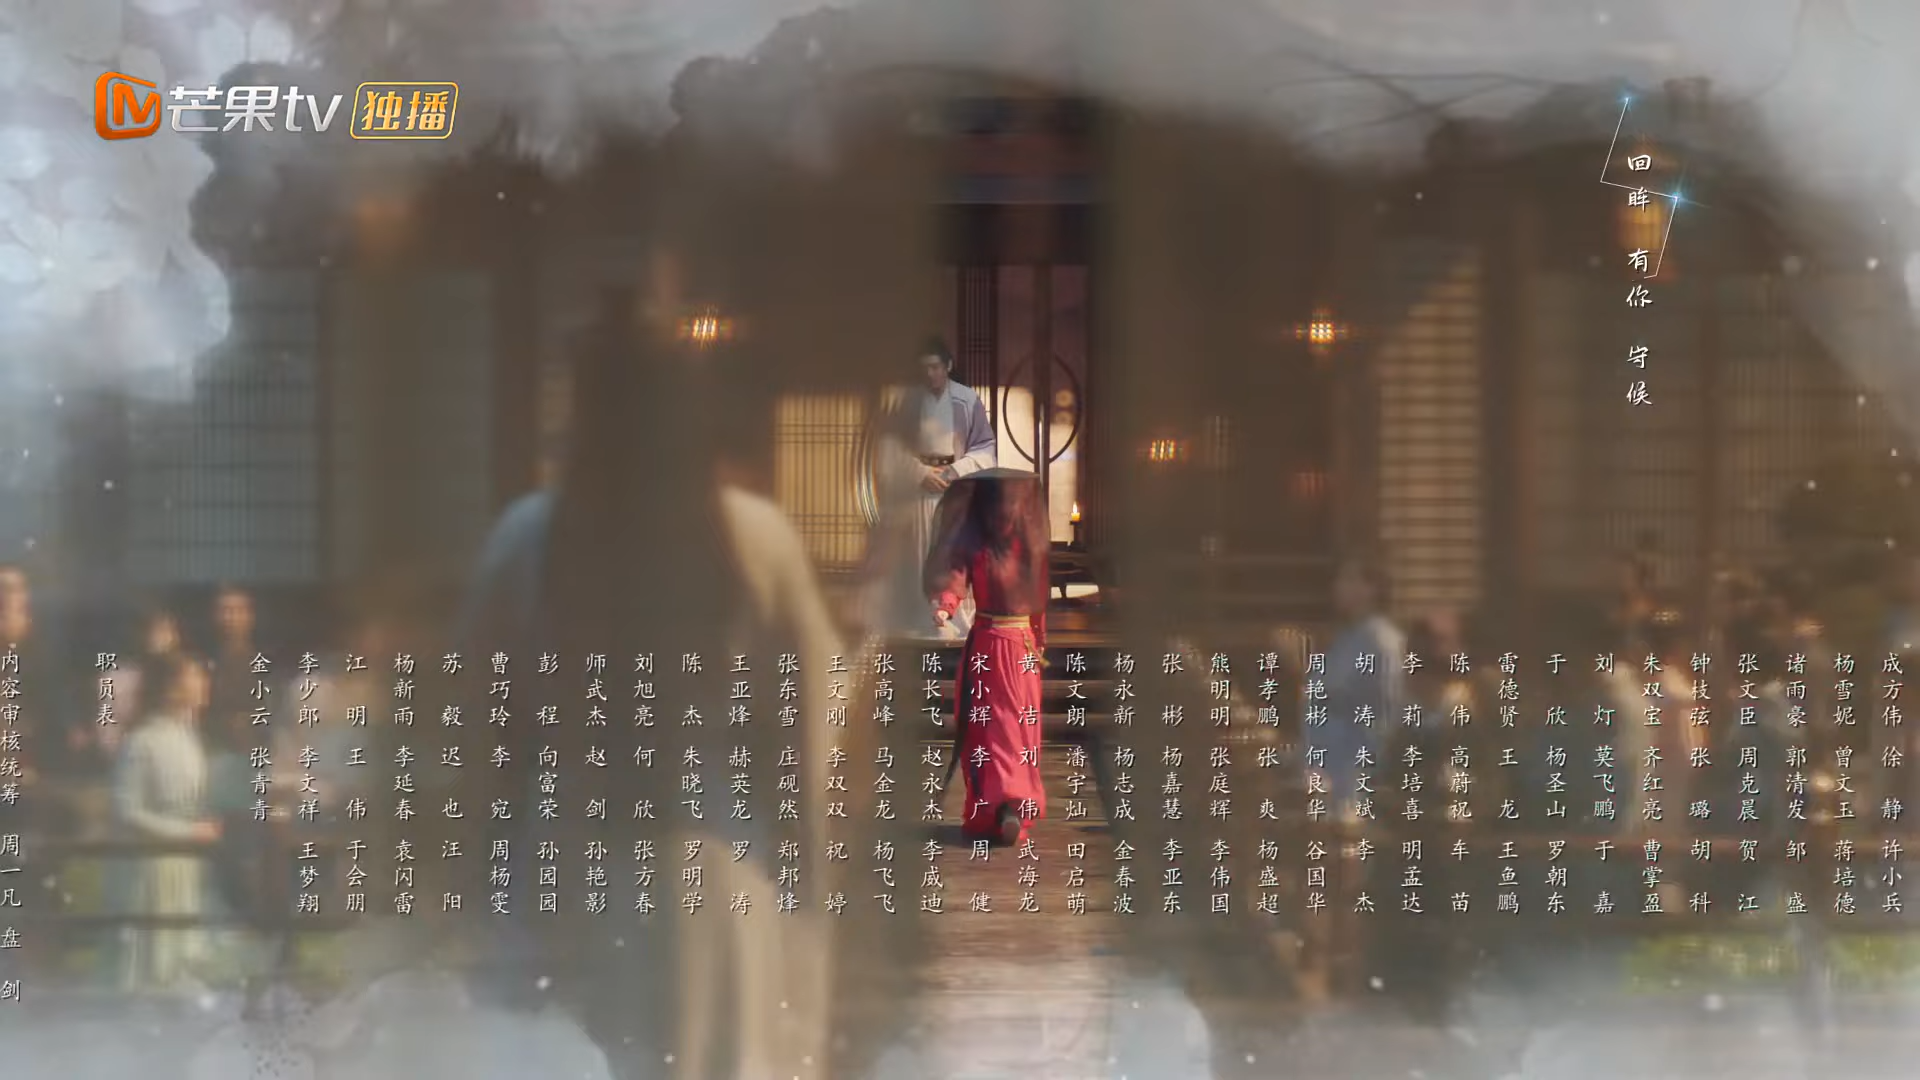 芒果tv 独播
回眸 有你 守候
成方伟 徐静 许小兵
杨雪妮 曾文玉 蒋培德
诸雨豪 郭清发 邹盛
张文臣 周克晨 贺江
钟枝弦 张璐 胡科
朱双宝 齐红亮 曹掌盈
刘灯 莫飞鹏 于嘉
于欣 杨圣山 罗朝东
雷德贤 王龙 王鱼鹏
陈伟 高蔚祝 车苗
李莉 李培喜 明孟达
胡涛 朱文斌 李杰
周艳彬 何良华 谷国华
谭孝鹏 张爽 杨盛超
熊明明 张庭辉 李伟国
张彬 杨嘉慧 李亚东
杨永新 杨志成 金春波
陈文朗 潘宇灿 田启萌
黄洁 刘伟 武海龙
宋小辉 李广 周健
陈长飞 赵永杰 李威迪
张高峰 马金龙 杨飞飞
王文刚 李双双 祝婷
张东雪 庄砚然 郑邦烽
王亚烽 赫英龙 罗涛
陈杰 朱晓飞 罗明学
刘旭亮 何欣 张方春
师武杰 赵剑 孙艳影
彭程 向富荣 孙园园
曹巧玲 李宛 周杨雯
苏毅 迟也 汪阳
杨新雨 李延春 袁闪雷
江明 王伟 于会朋
李少郎 李文祥 王梦翔
金小云 张青青
职员表
内容审核统筹 周一凡 盘剑